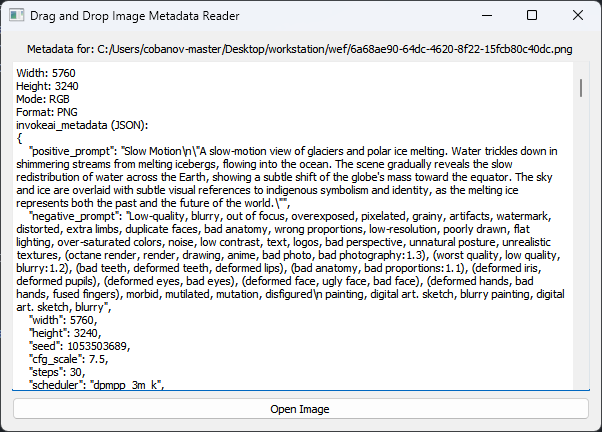 Drag and Drop Image Metadata Reader
Metadata for: C:/Users/cobanov-master/Desktop/workstation/wef/6a68ae90-64dc-4620-8f22-15fcb80c40dc.png
Width: 5760
Height: 3240
Mode: RGB
Format: PNG
invokeai_metadata (JSON):
{
"positive_prompt": "Slow Motion\n\"A slow-motion view of glaciers and polar ice melting. Water trickles down in
shimmering streams from melting icebergs, flowing into the ocean. The scene gradually reveals the slow
redistribution of water across the Earth, showing a subtle shift of the globe's mass toward the equator. The sky
and ice are overlaid with subtle visual references to indigenous symbolism and identity, as the melting ice
represents both the past and the future of the world.\"",
"negative_prompt": "Low-quality, blurry, out of focus, overexposed, pixelated, grainy, artifacts, watermark,
distorted, extra limbs, duplicate faces, bad anatomy, wrong proportions, low-resolution, poorly drawn, flat
lighting, over-saturated colors, noise, low contrast, text, logos, bad perspective, unnatural posture, unrealistic
textures, (octane render, render, drawing, anime, bad photo, bad photography:1.3), (worst quality, low quality,
blurry:1.2), (bad teeth, deformed teeth, deformed lips), (bad anatomy, bad proportions:1.1), (deformed iris,
deformed pupils), (deformed eyes, bad eyes), (deformed face, ugly face, bad face), (deformed hands, bad
hands, fused fingers), morbid, mutilated, mutation, disfigured\n painting, digital art. sketch, blurry painting, digital
art. sketch, blurry",
"width": 5760,
"height": 3240,
"seed": 1053503689,
"cfg_scale": 7.5,
"steps": 30,
"scheduler": "dpmpp_3m_k",
Open Image